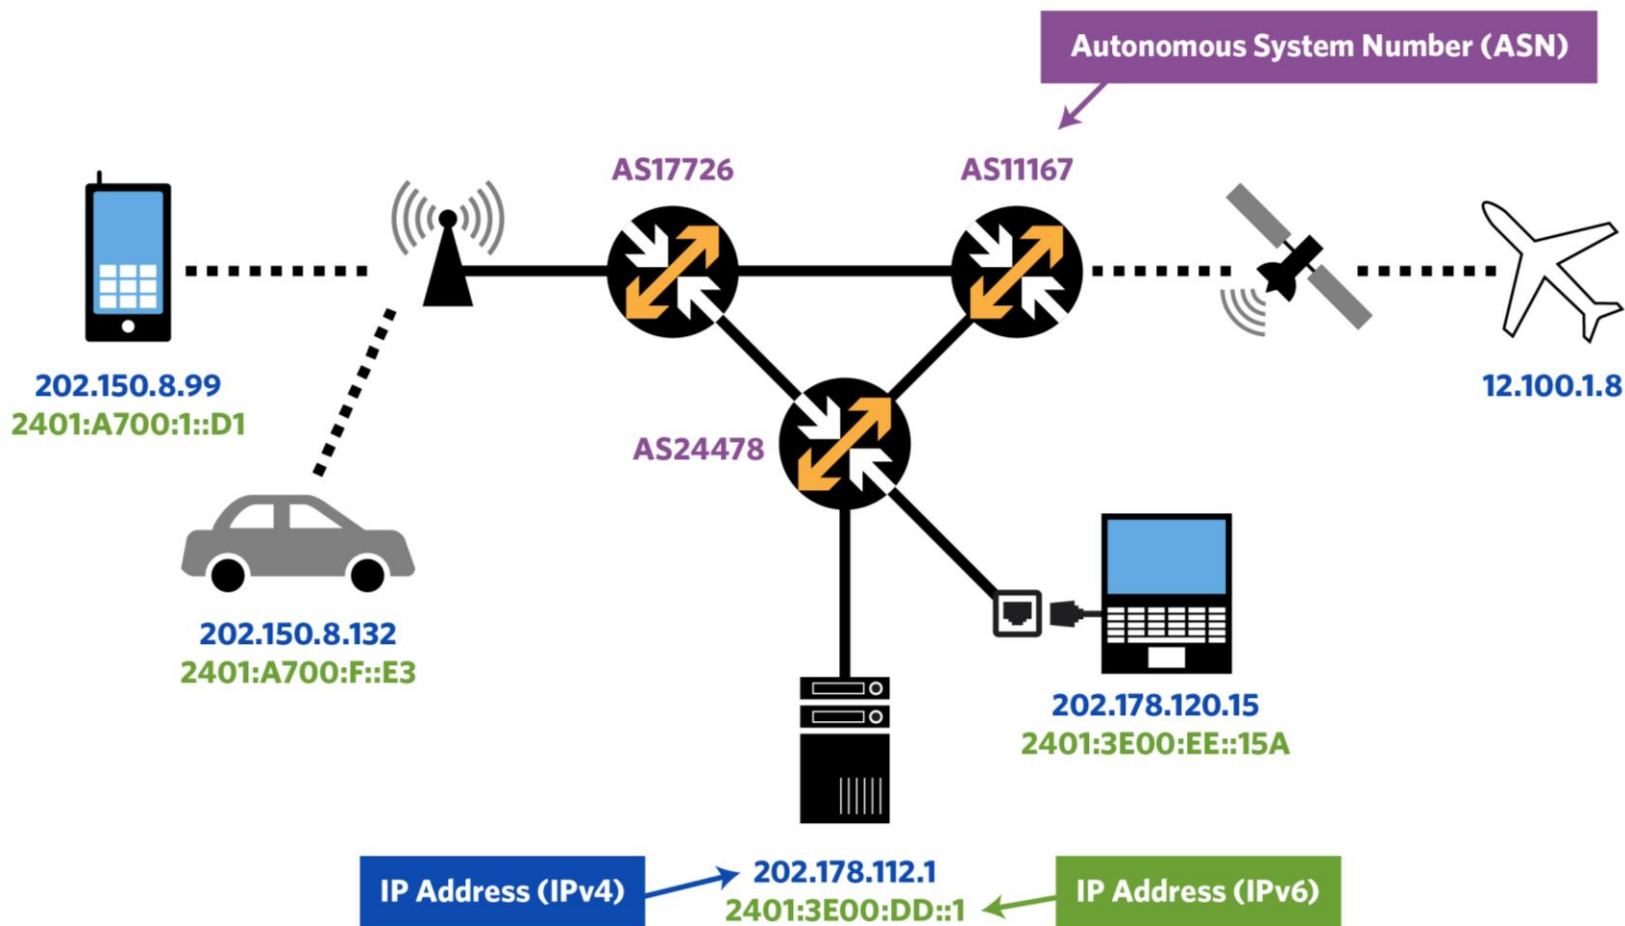 Autonomous System Number (ASN)
AS17726
AS11167
202.150.8.99
2401:A700:1::D1
12.100.1.8
AS24478
202.150.8.132
2401:A700:F::E3
202.178.120.15
2401:3E00:EE::15A
IP Address (IPv4)
202.178.112.1
2401:3E00:DD::1
IP Address (IPv6)